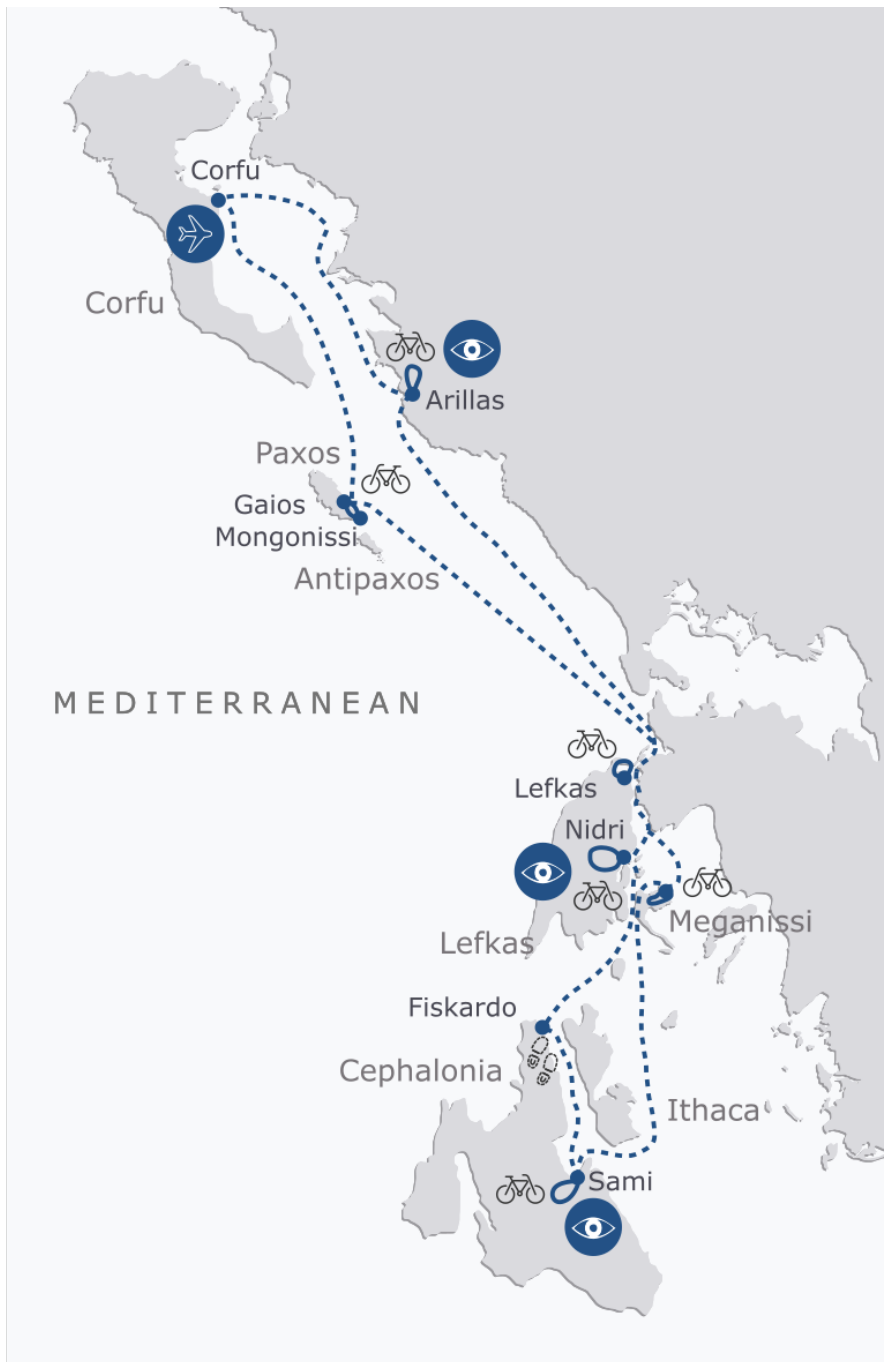 Corfu
Corfu
Arillas
Paxos
Gaios
Mongonissi
Antipaxos
MEDITERRANEAN
Lefkas
Nidri
Meganissi
Lefkas
Fiskardo
Cephalonia
Ithaca
Sami